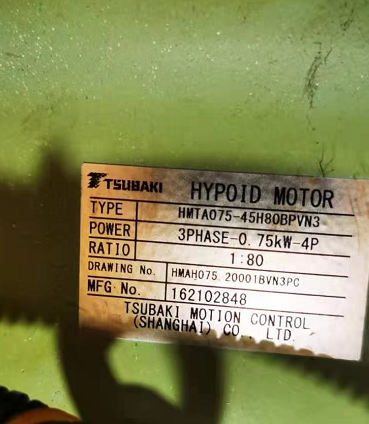 TSUBAKI HYPOID MOTOR
TYPE HMTA075-45H80BPVN3
POWER 3PHASE-0.75kW-4P
RATIO 1:80
DRAWING No. HMAH075.20001BVN3PC
MFG No. 162102848
TSUBAKI MOTION CONTROL
(SHANGHAI) CO., LTD.